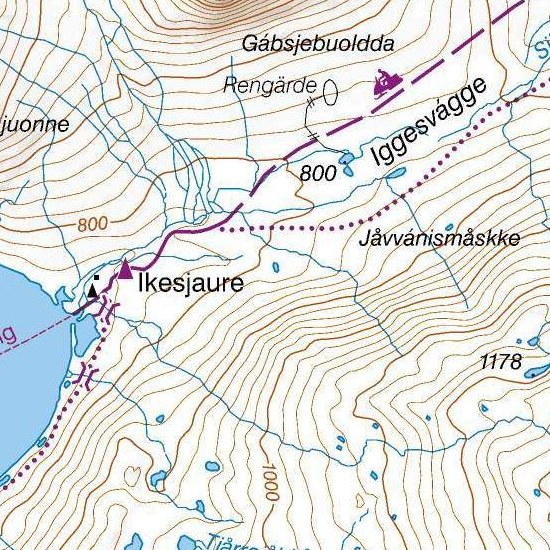 Gábsjebuoldda
Rengärde
juonne
Iggesvágge
800
800
Jåvvánismåskke
Ikesjaure
1178
1000